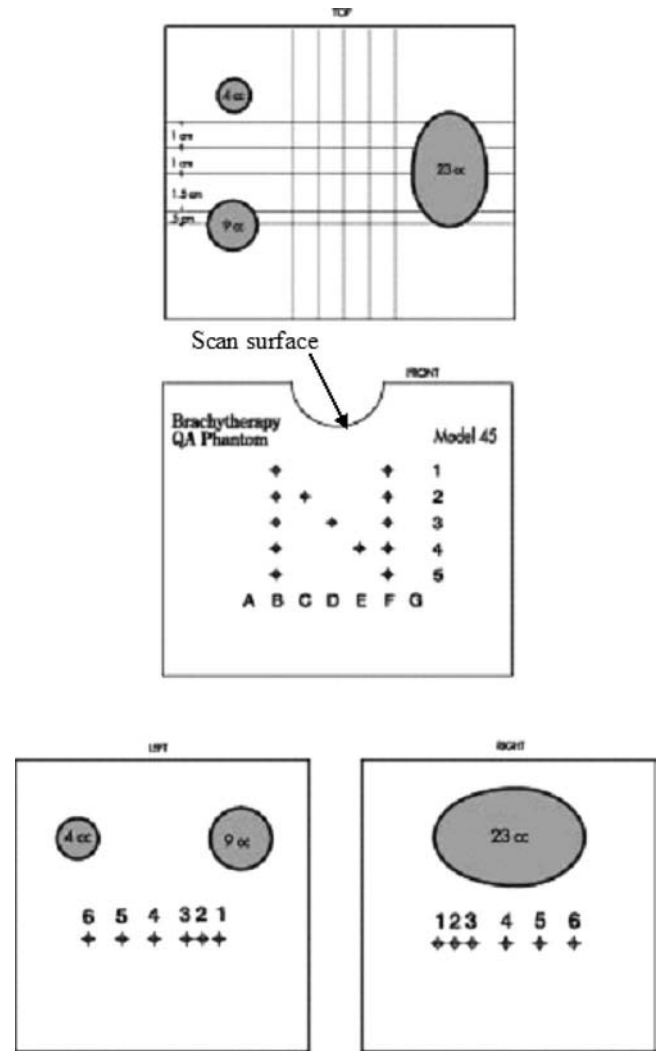 TOP
4 cc
1 cm
1 cm
23 cc
1.5 cm
.5 cm
9 cc
Scan surface
FRONT
Brachytherapy
QA Phantom
Model 45
1
2
3
4
5
A B C D E F G
LEFT
4 cc
9 cc
6 5 4 3 2 1
RIGHT
23 cc
1 2 3 4 5 6